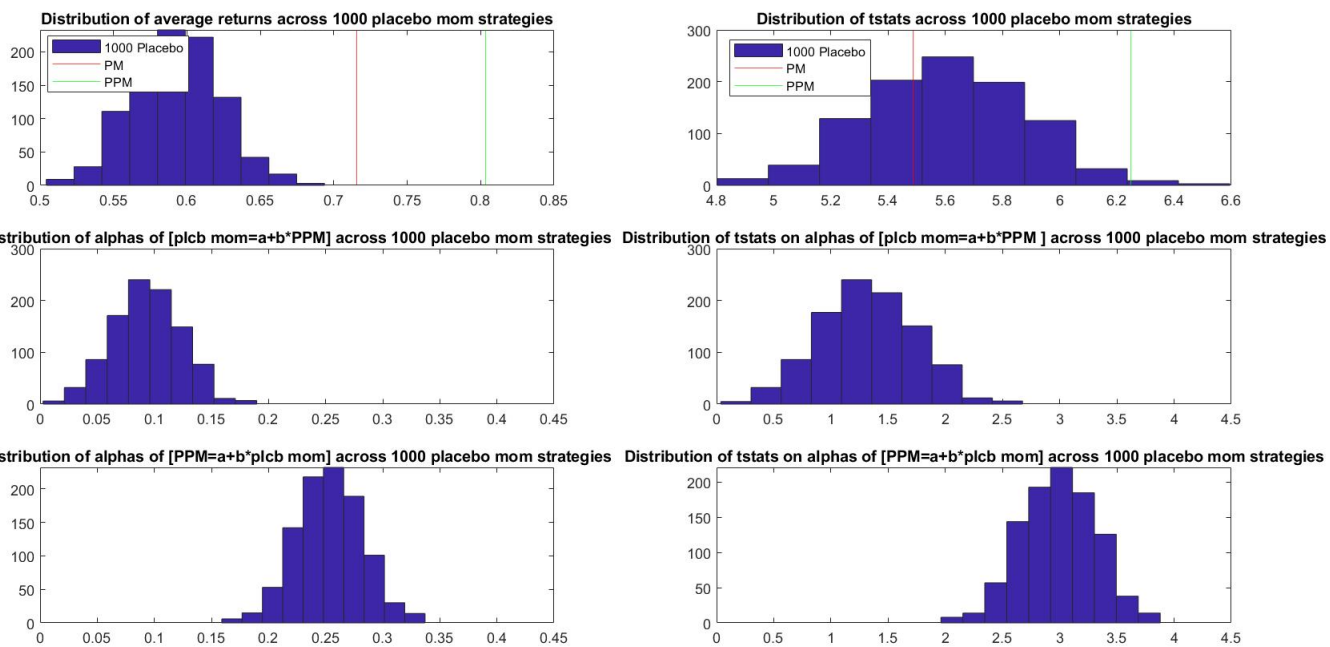 Distribution of average returns across 1000 placebo mom strategies
200
150
100
50
0
1000 Placebo
PM
PPM
0.5 0.55 0.6 0.65 0.7 0.75 0.8 0.85
Distribution of tstats across 1000 placebo mom strategies
300
200
100
0
1000 Placebo
PM
PPM
4.8 5 5.2 5.4 5.6 5.8 6 6.2 6.4 6.6
stribution of alphas of [plcb mom=a+b*PPM] across 1000 placebo mom strategies
300
200
100
0
0 0.05 0.1 0.15 0.2 0.25 0.3 0.35 0.4 0.45
Distribution of tstats on alphas of [plcb mom=a+b*PPM ] across 1000 placebo mom strategies
300
200
100
0
0 0.5 1 1.5 2 2.5 3 3.5 4 4.5
stribution of alphas of [PPM=a+b*plcb mom] across 1000 placebo mom strategies
200
150
100
50
0
0 0.05 0.1 0.15 0.2 0.25 0.3 0.35 0.4 0.45
Distribution of tstats on alphas of [PPM=a+b*plcb mom] across 1000 placebo mom strategies
200
150
100
50
0
0 0.5 1 1.5 2 2.5 3 3.5 4 4.5